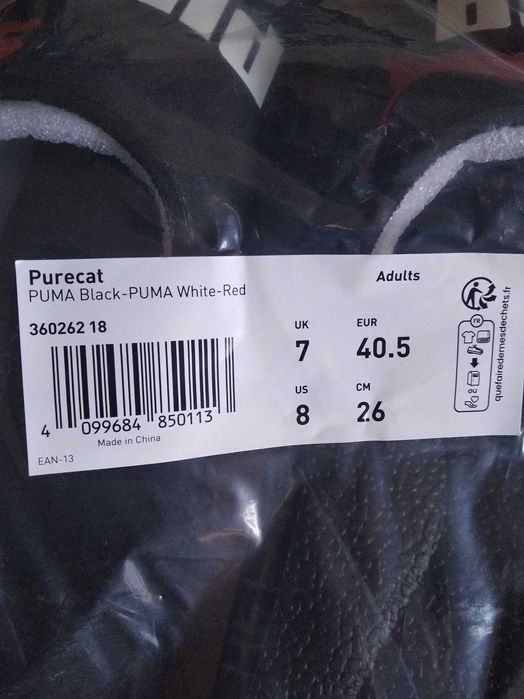 Purecat
Adults
PUMA Black-PUMA White-Red
360262 18
UK
EUR
7
40.5
US
CM
8
26
4 099684 850113
Made in China
EAN-13
FR
quefairedemesdechets.fr